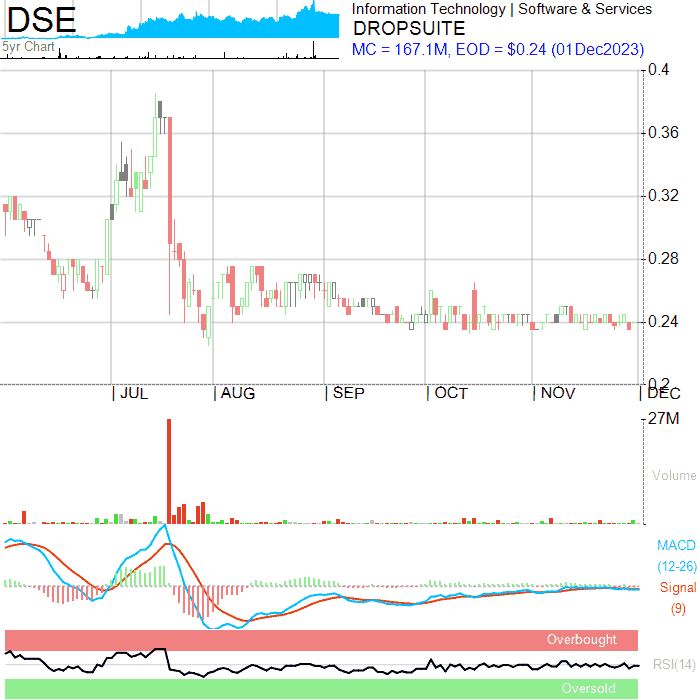 DSE
5yr Chart
Information Technology | Software & Services
DROPSUITE
MC = 167.1M, EOD = $0.24 (01Dec2023)
0.4
0.36
0.32
0.28
0.24
0.2
| JUL | AUG | SEP | OCT | NOV | DEC
27M
Volume
MACD
(12-26)
Signal
(9)
Overbought
RSI(14)
Oversold